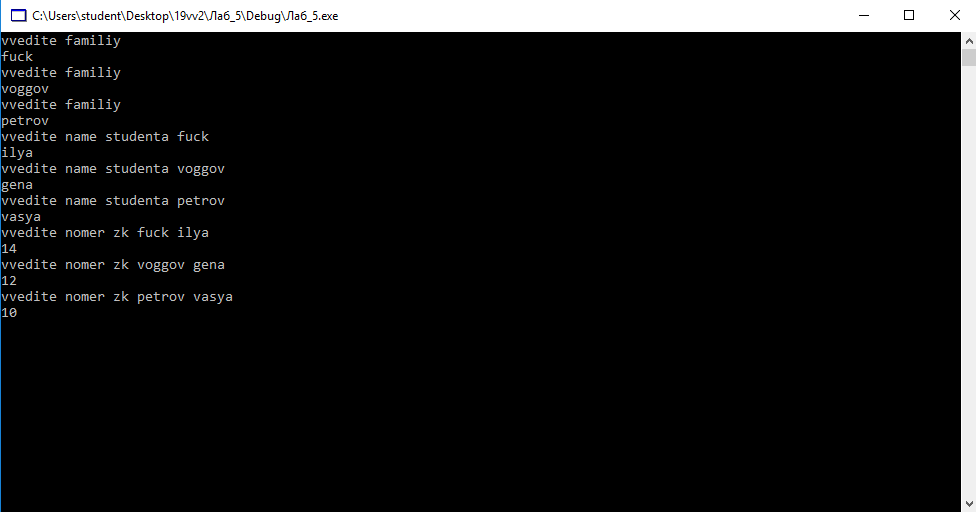 C:\Users\student\Desktop\19vv2\Лаб_5\Debug\Лаб_5.exe
vvedite familiy
fuck
vvedite familiy
voggov
vvedite familiy
petrov
vvedite name studenta fuck
ilya
vvedite name studenta voggov
gena
vvedite name studenta petrov
vasya
vvedite nomer zk fuck ilya
14
vvedite nomer zk voggov gena
12
vvedite nomer zk petrov vasya
10